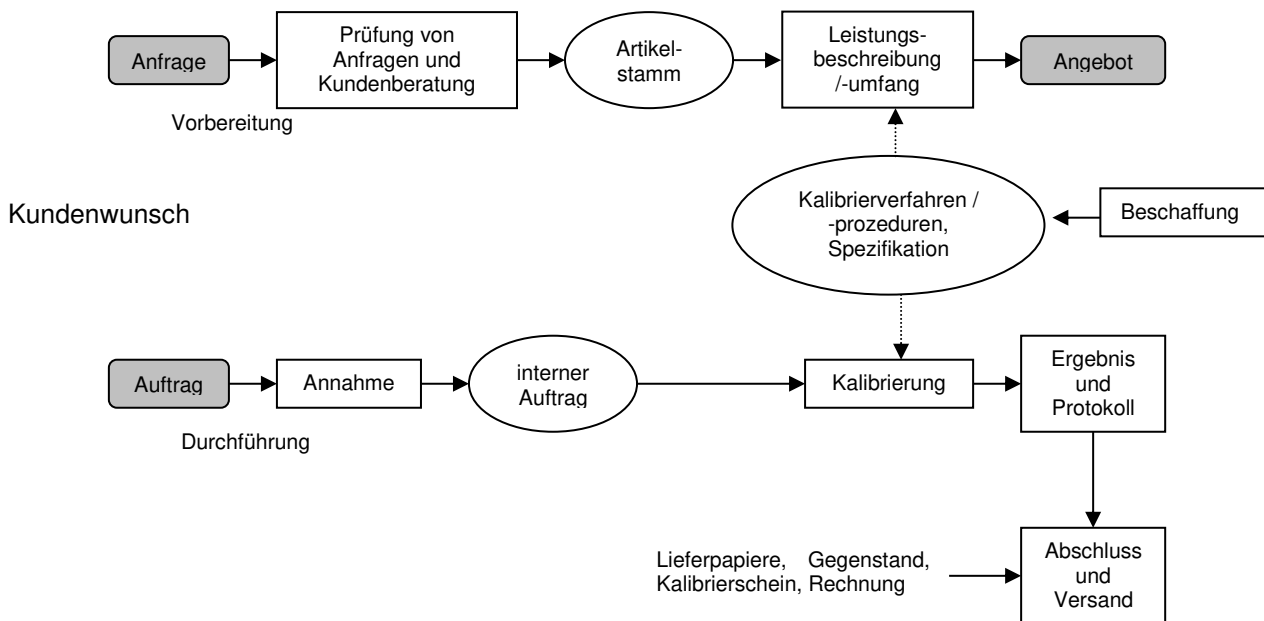 Anfrage
Prüfung von
Anfragen und
Kundenberatung
Artikel-
stamm
Leistungs-
beschreibung
/-umfang
Angebot
Vorbereitung
Kundenwunsch
Kalibrierverfahren /
-prozeduren,
Spezifikation
Beschaffung
Auftrag
Annahme
interner
Auftrag
Kalibrierung
Ergebnis
und
Protokoll
Durchführung
Lieferpapiere, Gegenstand,
Kalibrierschein, Rechnung
Abschluss
und
Versand